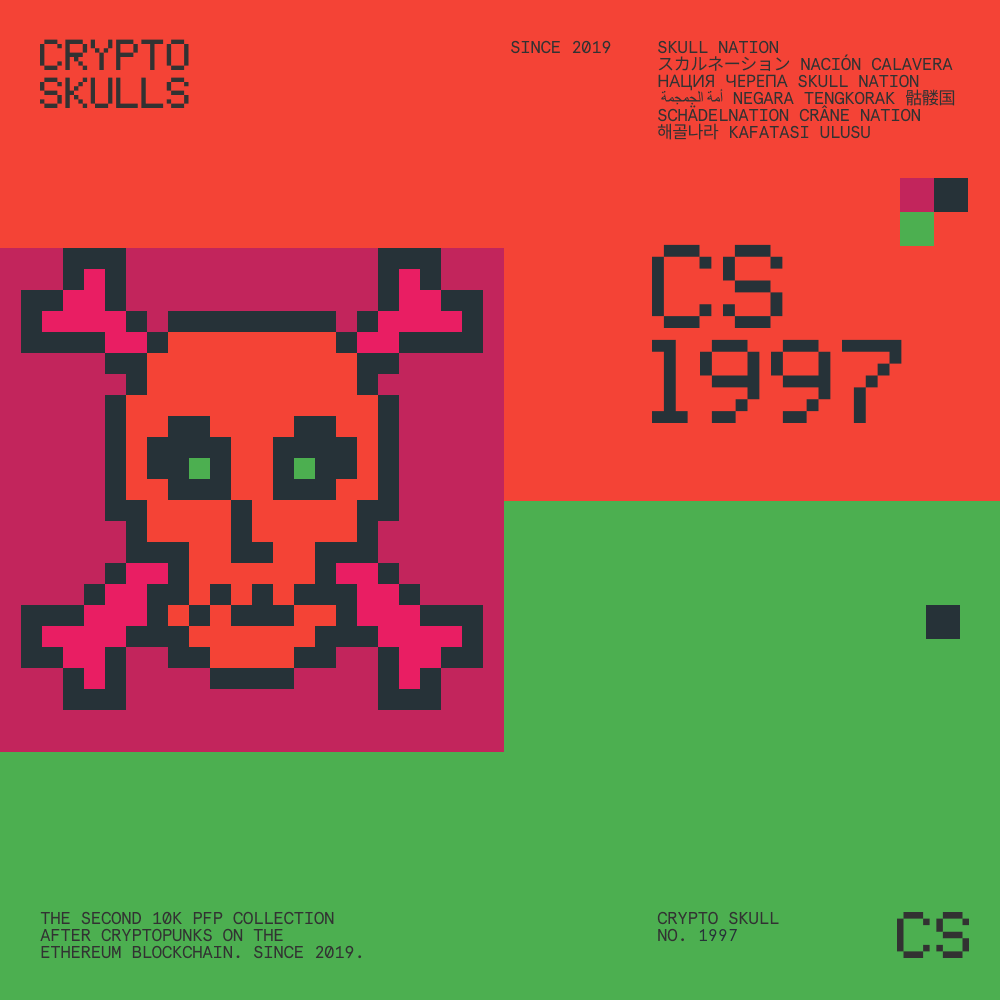 CRYPTO
SKULLS
SINCE 2019
SKULL NATION
スカルネーション NACIÓN CALAVERA
НАЦИЯ ЧЕРЕПА SKULL NATION
أمة الجمجمة NEGARA TENGKORAK 骷髅国
SCHÄDELNATION CRÂNE NATION
해골나라 KAFATASI ULUSU
CS
1997
THE SECOND 10K PFP COLLECTION
AFTER CRYPTOPUNKS ON THE
ETHEREUM BLOCKCHAIN. SINCE 2019.
CRYPTO SKULL
NO. 1997
CS